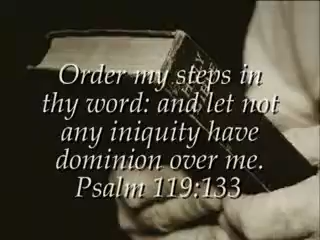 Order my steps in
thy word: and let not
any iniquity have
dominion over me.
Psalm 119:133